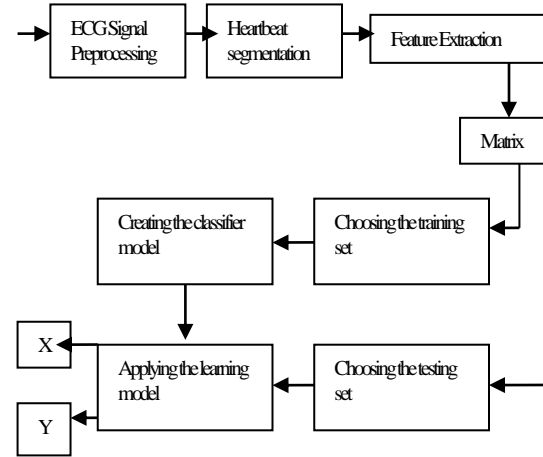 ECG Signal
Preprocessing
Heartbeat
segmentation
Feature Extraction
Matrix
Creating the classifier
model
Choosing the training
set
X
Applying the learning
model
Choosing the testing
set
Y